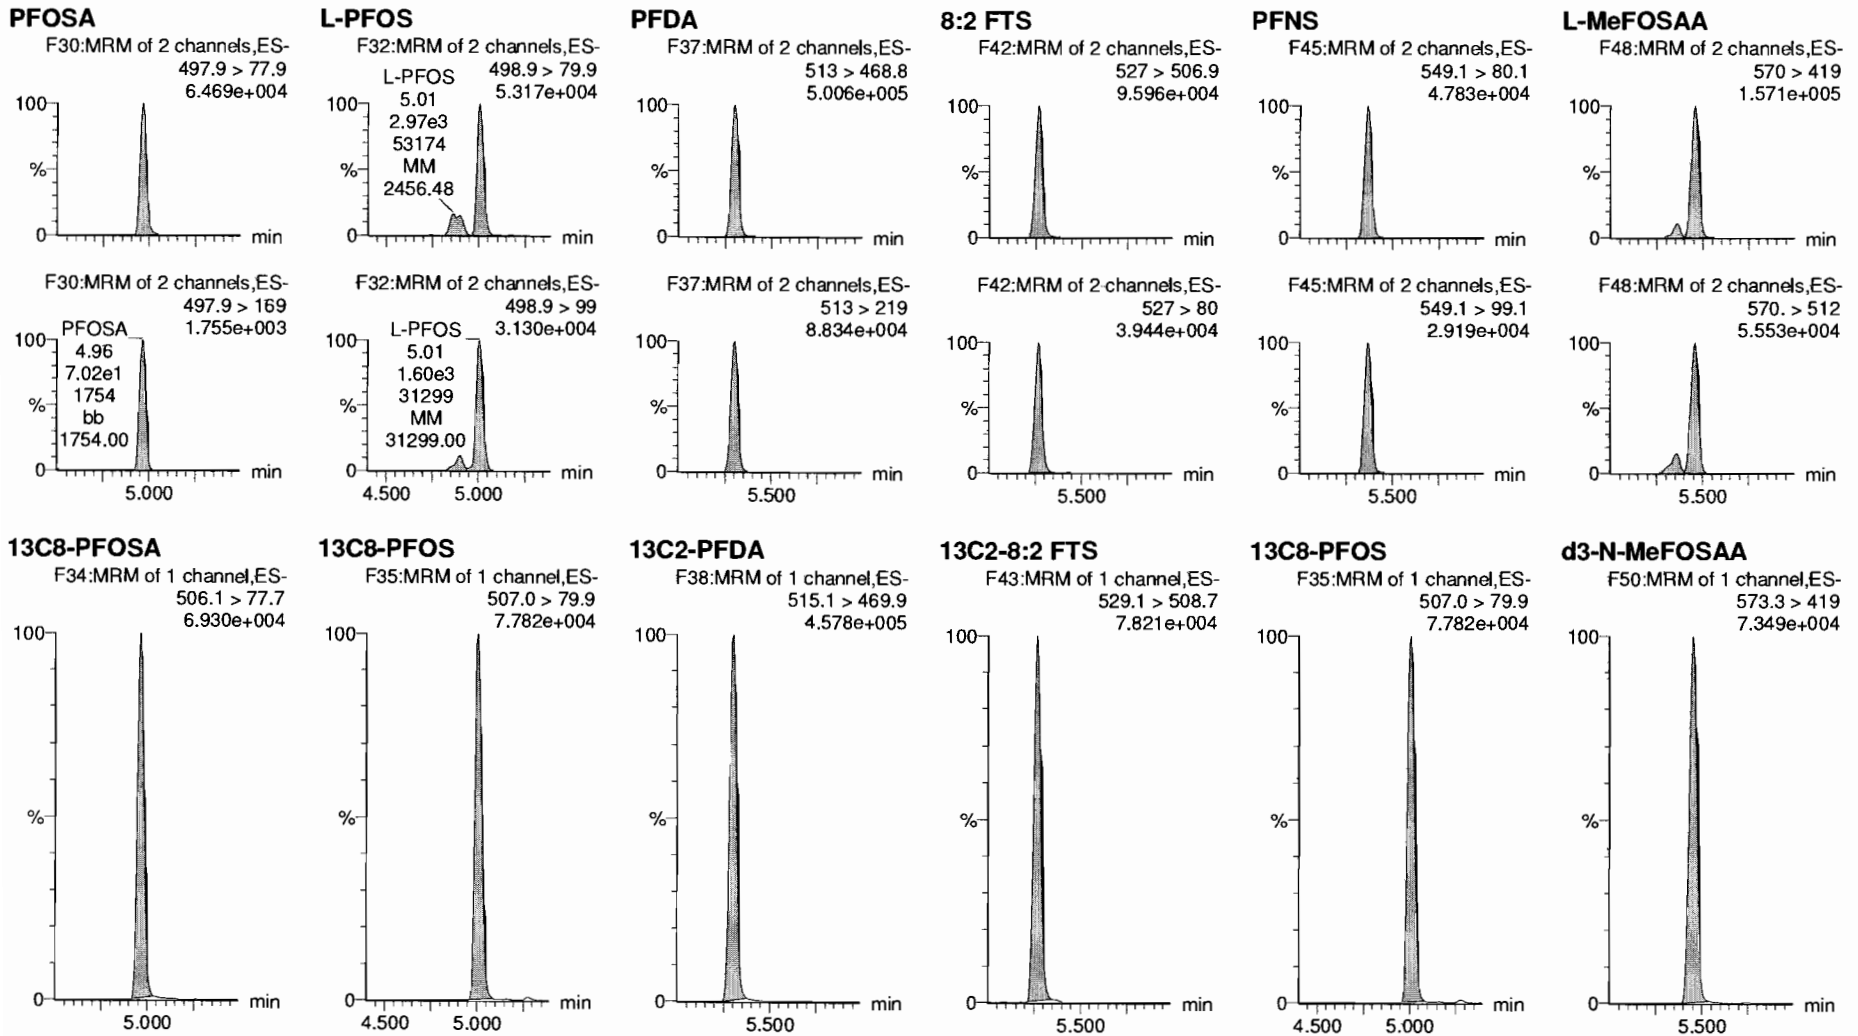 PFOSA
F30:MRM of 2 channels,ES-
497.9 > 77.9
6.469e+004
100
%
0
min
F30:MRM of 2 channels,ES-
497.9 > 169
1.755e+003
PFOSA
4.96
7.02e1
1754
bb
1754.00
100
%
0
min
5.000
L-PFOS
F32:MRM of 2 channels,ES-
498.9 > 79.9
5.317e+004
L-PFOS
5.01
2.97e3
53174
MM
2456.48
100
%
0
min
F32:MRM of 2 channels,ES-
498.9 > 99
3.130e+004
L-PFOS
5.01
1.60e3
31299
MM
31299.00
100
%
0
min
4.500 5.000
PFDA
F37:MRM of 2 channels,ES-
513 > 468.8
5.006e+005
100
%
0
min
F37:MRM of 2 channels,ES-
513 > 219
8.834e+004
100
%
0
min
5.500
8:2 FTS
F42:MRM of 2 channels,ES-
527 > 506.9
9.596e+004
100
%
0
min
F42:MRM of 2 channels,ES-
527 > 80
3.944e+004
100
%
0
min
5.500
PFNS
F45:MRM of 2 channels,ES-
549.1 > 80.1
4.783e+004
100
%
0
min
F45:MRM of 2 channels,ES-
549.1 > 99.1
2.919e+004
100
%
0
min
5.500
L-MeFOSAA
F48:MRM of 2 channels,ES-
570 > 419
1.571e+005
100
%
0
min
F48:MRM of 2 channels,ES-
570. > 512
5.553e+004
100
%
0
min
5.500
13C8-PFOSA
F34:MRM of 1 channel,ES-
506.1 > 77.7
6.930e+004
100
%
0
min
5.000
13C8-PFOS
F35:MRM of 1 channel,ES-
507.0 > 79.9
7.782e+004
100
%
0
min
4.500 5.000
13C2-PFDA
F38:MRM of 1 channel,ES-
515.1 > 469.9
4.578e+005
100
%
0
min
5.500
13C2-8:2 FTS
F43:MRM of 1 channel,ES-
529.1 > 508.7
7.821e+004
100
%
0
min
5.500
13C8-PFOS
F35:MRM of 1 channel,ES-
507.0 > 79.9
7.782e+004
100
%
0
min
4.500 5.000
d3-N-MeFOSAA
F50:MRM of 1 channel,ES-
573.3 > 419
7.349e+004
100
%
0
min
5.500